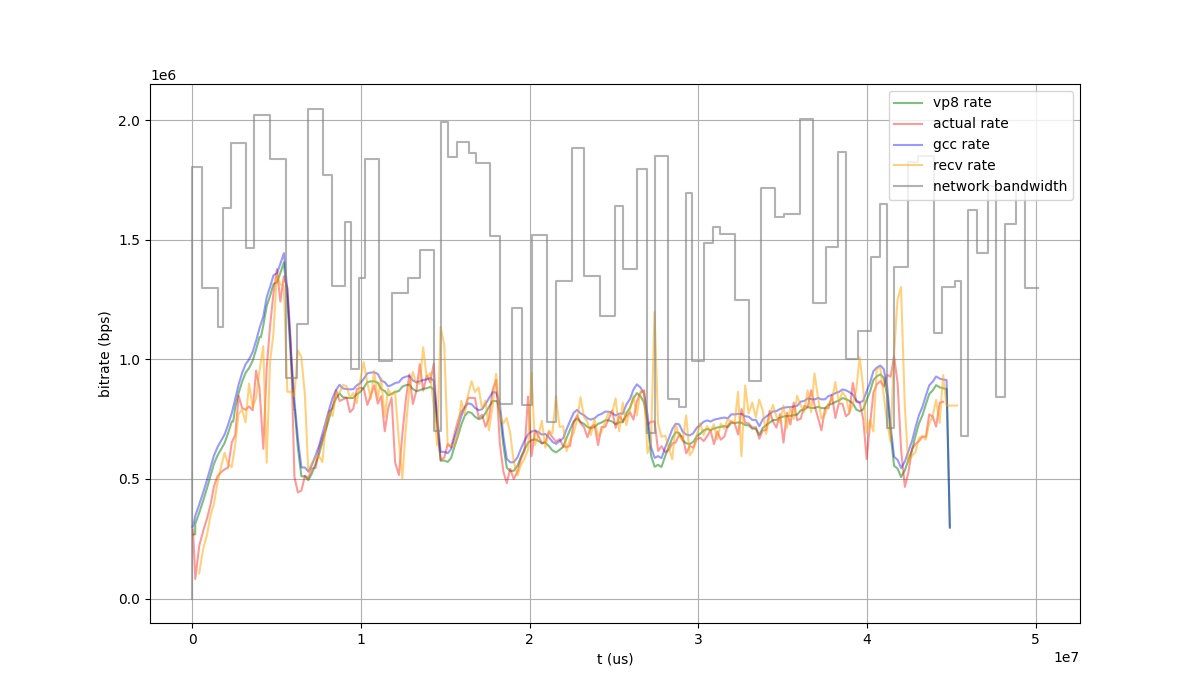 1e6
2.0
1.5
1.0
0.5
0.0
bitrate (bps)
vp8 rate
actual rate
gcc rate
recv rate
network bandwidth
0 1 2 3 4 5
t (us)
1e7